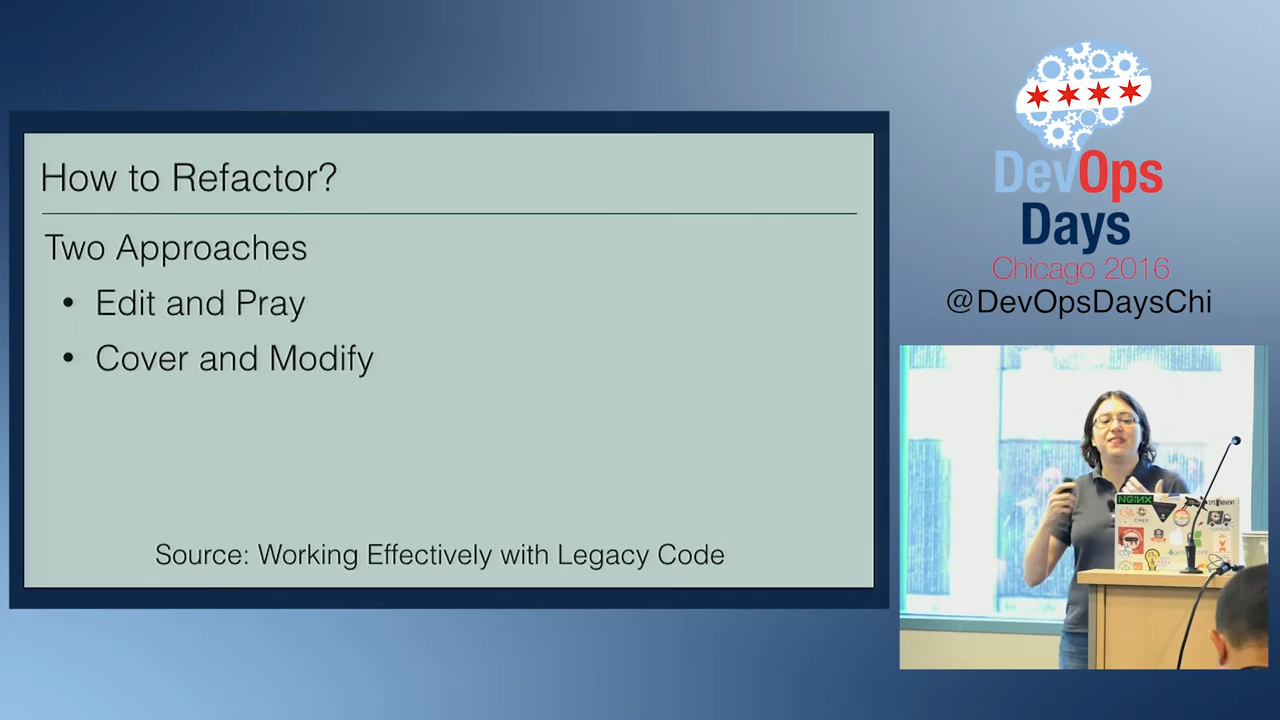 How to Refactor?
Two Approaches
• Edit and Pray
• Cover and Modify
Source: Working Effectively with Legacy Code
DevOps
Days
Chicago 2016
@DevOpsDaysChi
NGINX
CHEF